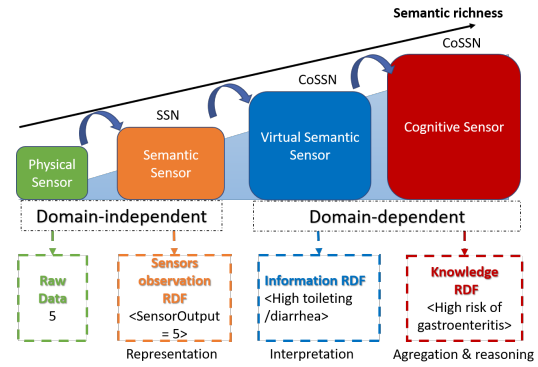 Semantic richness
CoSSN
CoSSN
SSN
Physical
Sensor
Semantic
Sensor
Virtual Semantic
Sensor
Cognitive Sensor
Domain-independent
Domain-dependent
Raw
Data
5
Sensors
observation
RDF
<SensorOutput
= 5>
Information RDF
<High toileting
/diarrhea>
Knowledge
RDF
<High risk of
gastroenteritis>
Representation
Interpretation
Agregation & reasoning